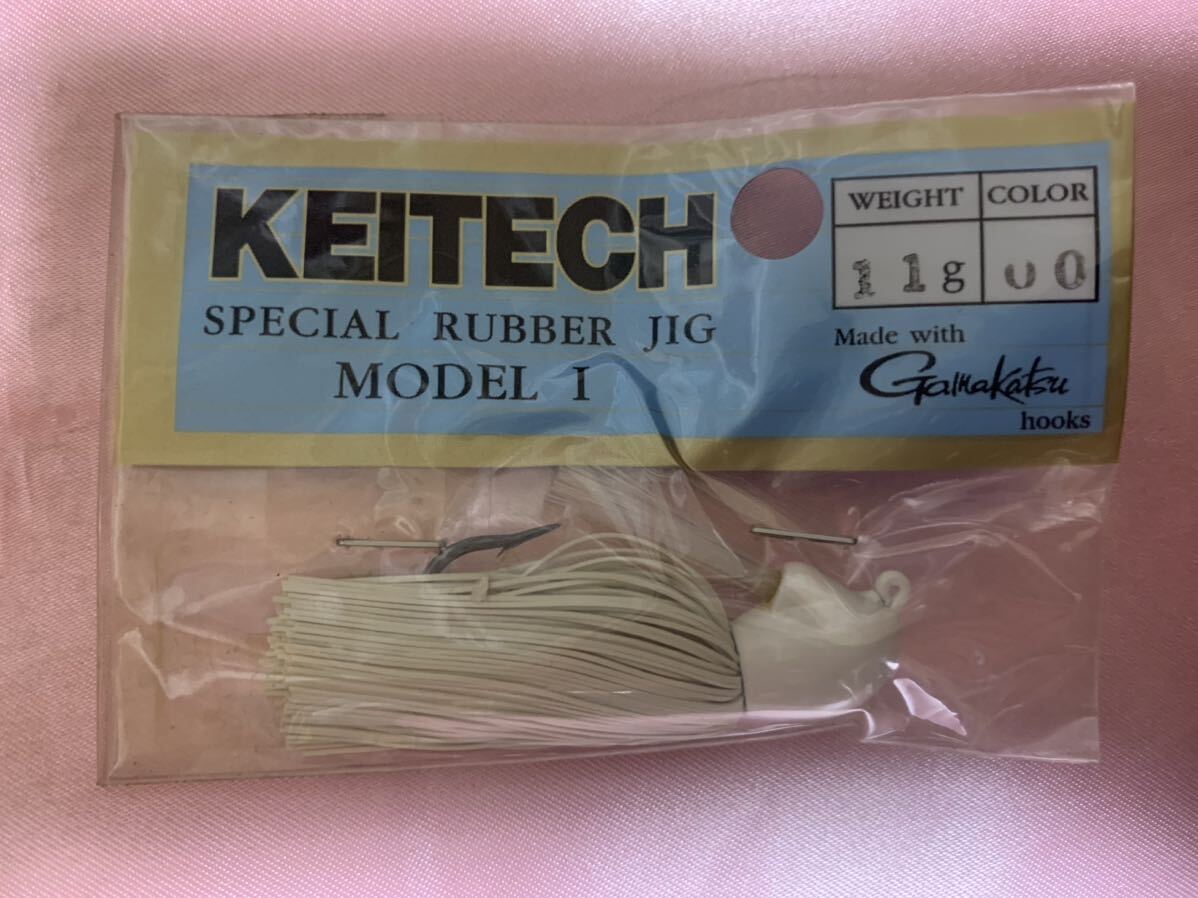 KEITECH
SPECIAL RUBBER JIG
MODEL I
WEIGHT COLOR
11g 00
Made with
Gamakatsu
hooks